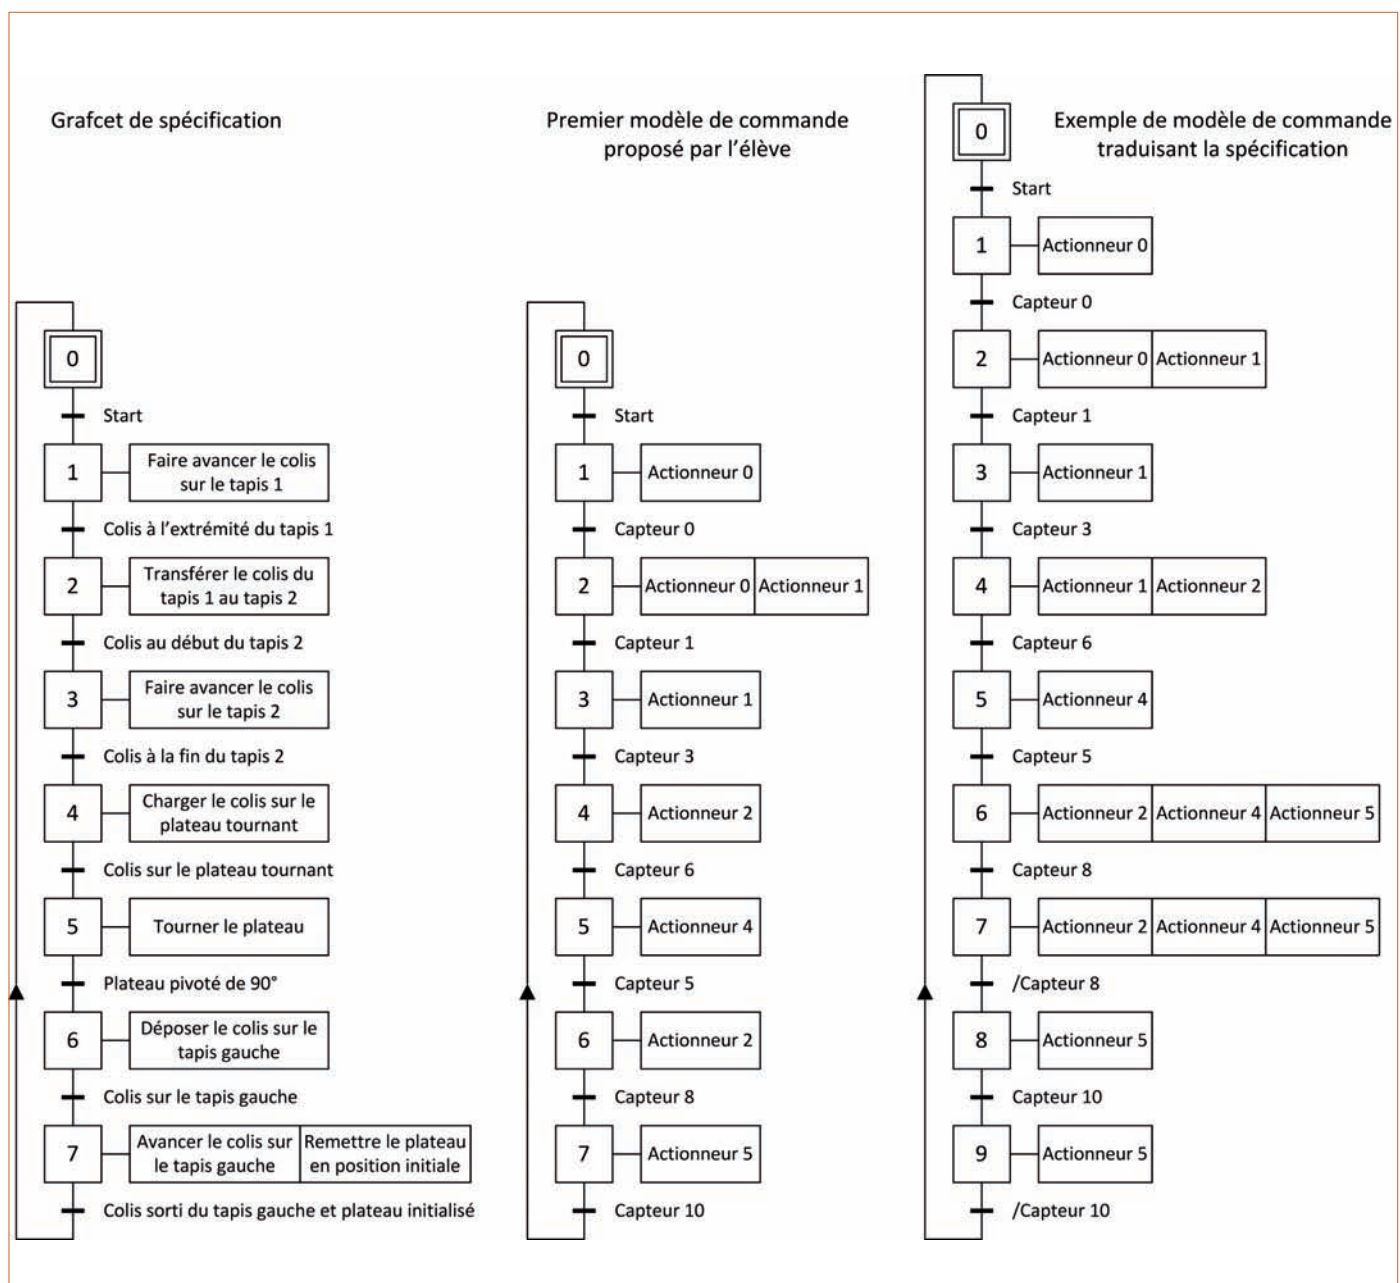 Grafcet de spécification
0
Start
1
Faire avancer le colis
sur le tapis 1
Colis à l'extrémité du tapis 1
2
Transférer le colis du
tapis 1 au tapis 2
Colis au début du tapis 2
3
Faire avancer le colis
sur le tapis 2
Colis à la fin du tapis 2
4
Charger le colis sur le
plateau tournant
Colis sur le plateau tournant
5
Tourner le plateau
Plateau pivoté de 90°
6
Déposer le colis sur le
tapis gauche
Colis sur le tapis gauche
7
Avancer le colis sur
le tapis gauche
Remettre le plateau
en position initiale
Colis sorti du tapis gauche et plateau initialisé
Premier modèle de commande
proposé par l'élève
0
Start
1 Actionneur 0
Capteur 0
2 Actionneur 0 Actionneur 1
Capteur 1
3 Actionneur 1
Capteur 3
4 Actionneur 2
Capteur 6
5 Actionneur 4
Capteur 5
6 Actionneur 2
Capteur 8
7 Actionneur 5
Capteur 10
Exemple de modèle de commande
traduisant la spécification
0
Start
1 Actionneur 0
Capteur 0
2 Actionneur 0 Actionneur 1
Capteur 1
3 Actionneur 1
Capteur 3
4 Actionneur 1 Actionneur 2
Capteur 6
5 Actionneur 4
Capteur 5
6 Actionneur 2 Actionneur 4 Actionneur 5
Capteur 8
7 Actionneur 2 Actionneur 4 Actionneur 5
/Capteur 8
8 Actionneur 5
Capteur 10
9 Actionneur 5
/Capteur 10